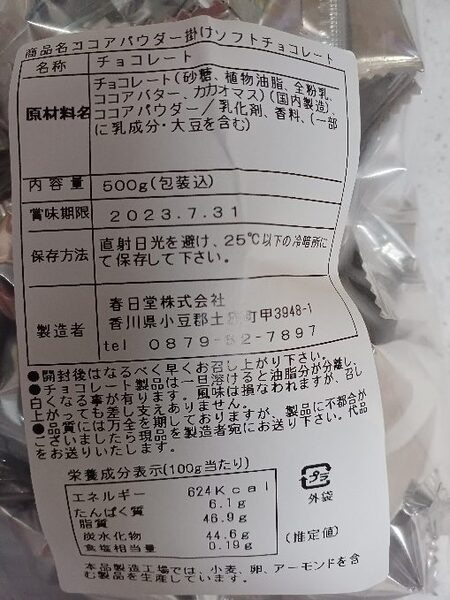 商品名 ココアパウダー掛けソフトチョコレート
名称 チョコレート
原材料名 チョコレート(砂糖、植物油脂、全粉乳、
ココアバター、カカオマス)(国内製造)
ココアパウダー/乳化剤、香料、(一部
に乳成分・大豆を含む)
内容量 500g(包装込)
賞味期限 2023.7.31
保存方法 直射日光を避け、25℃以下の冷暗所に
て保存して下さい。
製造者 春日堂株式会社
香川県小豆郡土庄町甲3948-1
tel 0879-62-7897
●開封後はなるべく早くお召し上がり下さい。
●チョコレート製品は一旦溶けると油脂分が分離し、
白くなる事が有ります。風味は損なわれますが、召し
上がっても差し支えありません。
●品質には万全を期しておりますが、製品に不都合が
ございましたら現品を製造者宛にお送り下さい。代品
をお送りいたします。
栄養成分表示(100g当たり)
エネルギー 624Kcal
たんぱく質 6.1g
脂質 46.9g
炭水化物 44.6g
食塩相当量 0.19g
(推定値)
プラ
外袋
本品製造工場では、小麦、卵、アーモンドを含
む製品を生産しています。